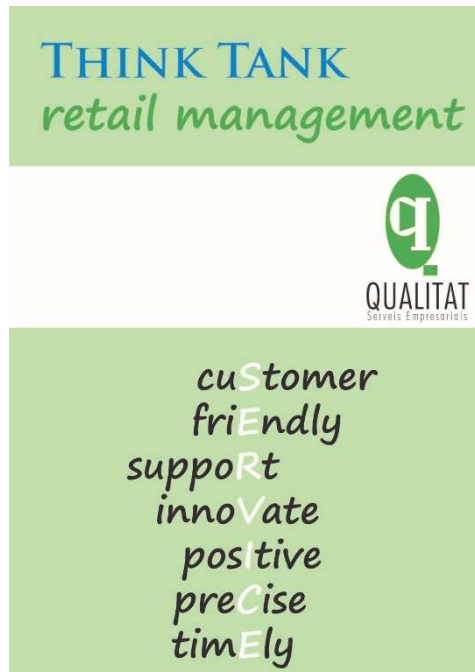 THINK TANK
retail management
q
QUALITAT
Serveis Empresarials
cuStomer
friEndly
suppoRt
innoVate
posItive
preCise
timEly